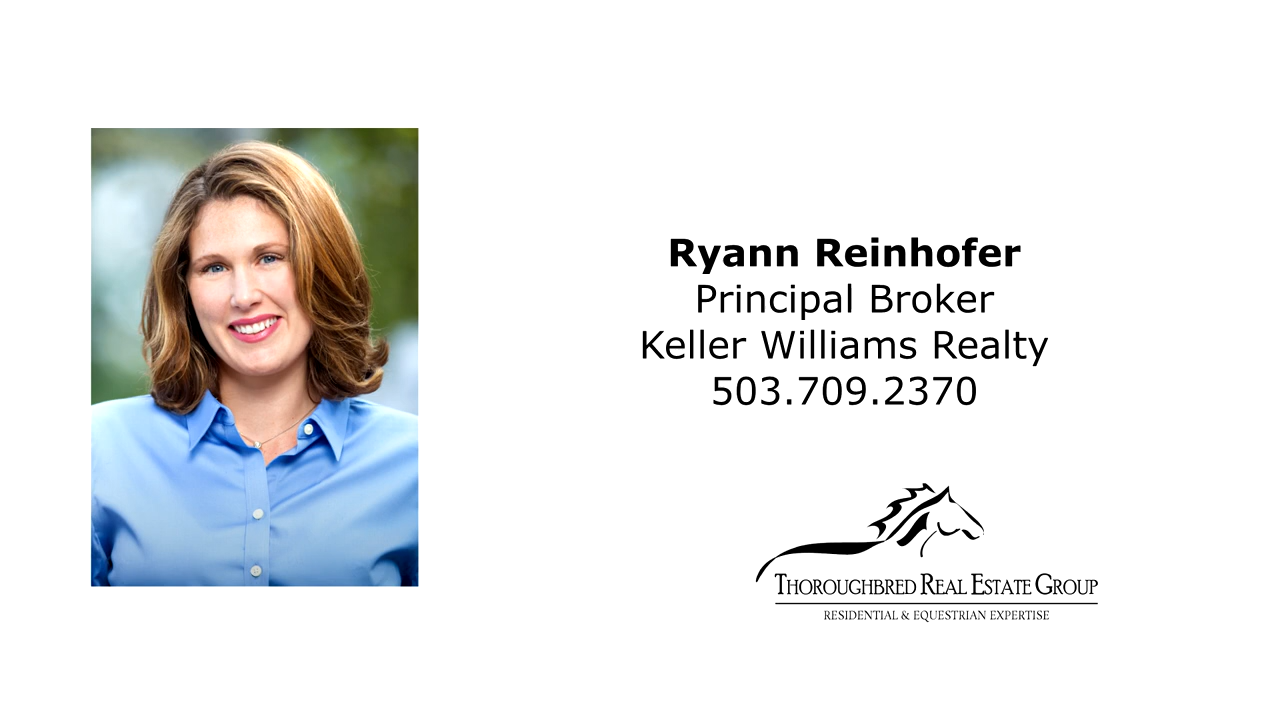 Ryann Reinhofer
Principal Broker
Keller Williams Realty
503.709.2370
THOROUGHBRED REAL ESTATE GROUP
RESIDENTIAL & EQUESTRIAN EXPERTISE